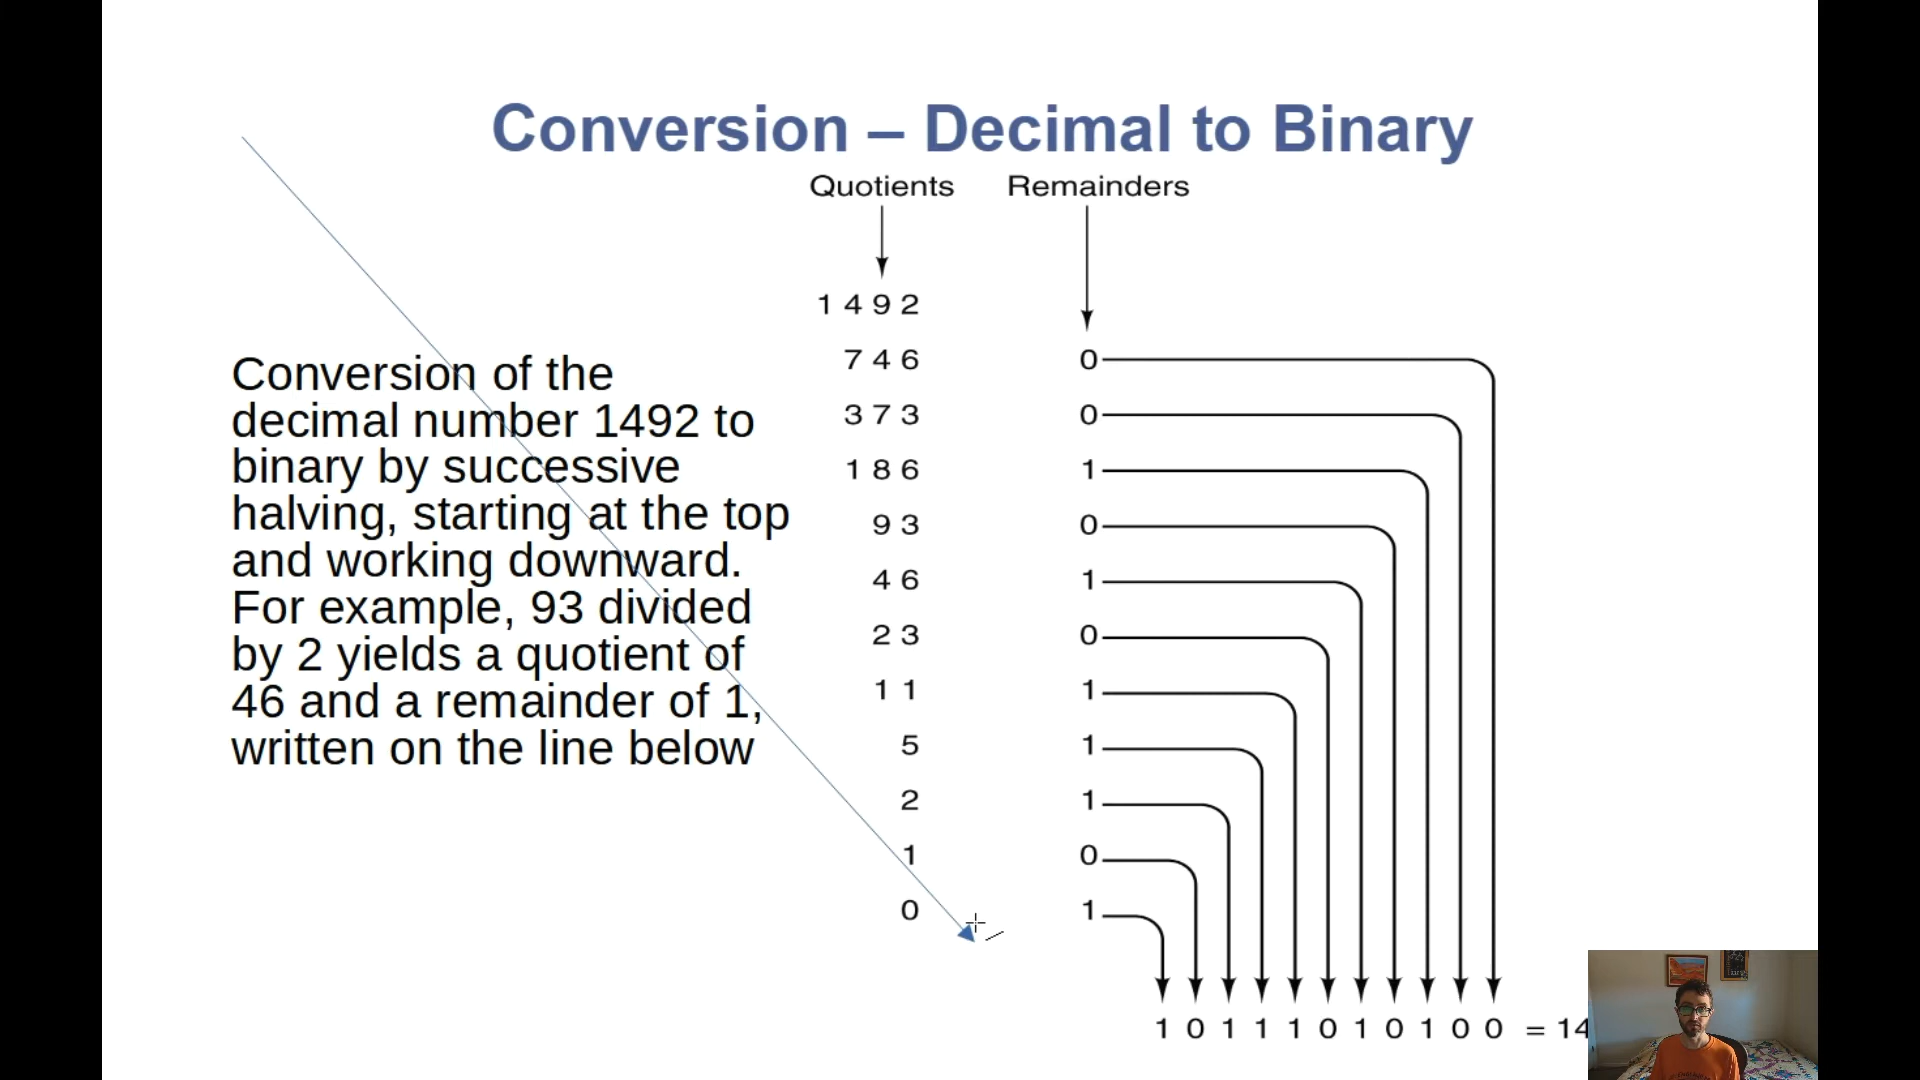 Conversion – Decimal to Binary
Quotients Remainders
1 4 9 2
7 4 6 0
3 7 3 0
1 8 6 1
9 3 0
4 6 1
2 3 0
1 1 1
5 1
2 1
1 0
0 1
1 0 1 1 1 0 1 0 1 0 0 = 14
Conversion of the
decimal number 1492 to
binary by successive
halving, starting at the top
and working downward.
For example, 93 divided
by 2 yields a quotient of
46 and a remainder of 1,
written on the line below